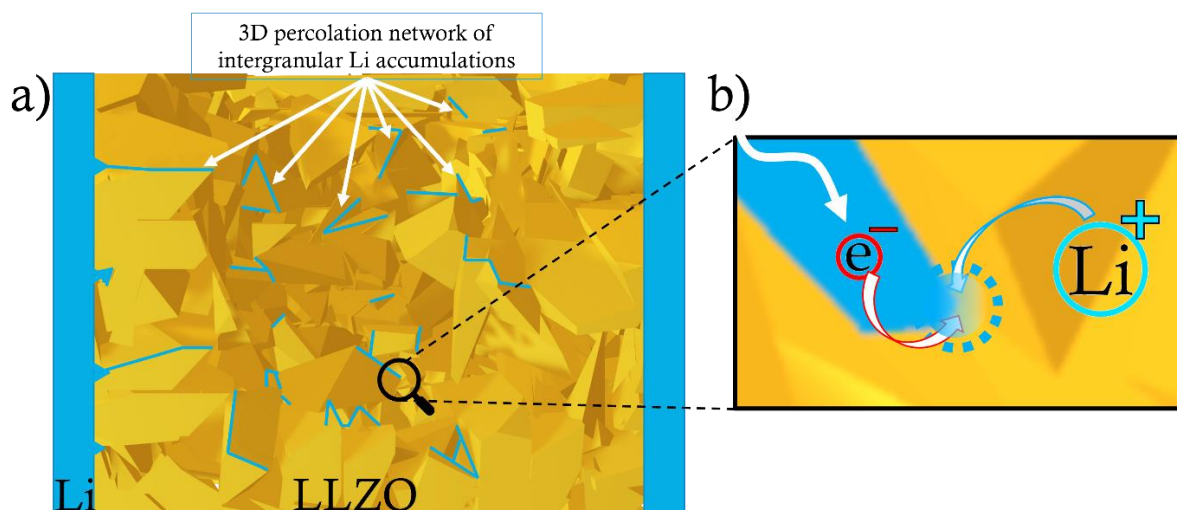 3D percolation network of
intergranular Li accumulations
a)
b)
e−
Li+
Li
LLZO